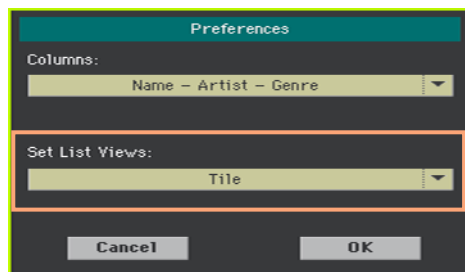 Preferences
Columns:
Name - Artist - Genre
Set List Views:
Tile
Cancel OK